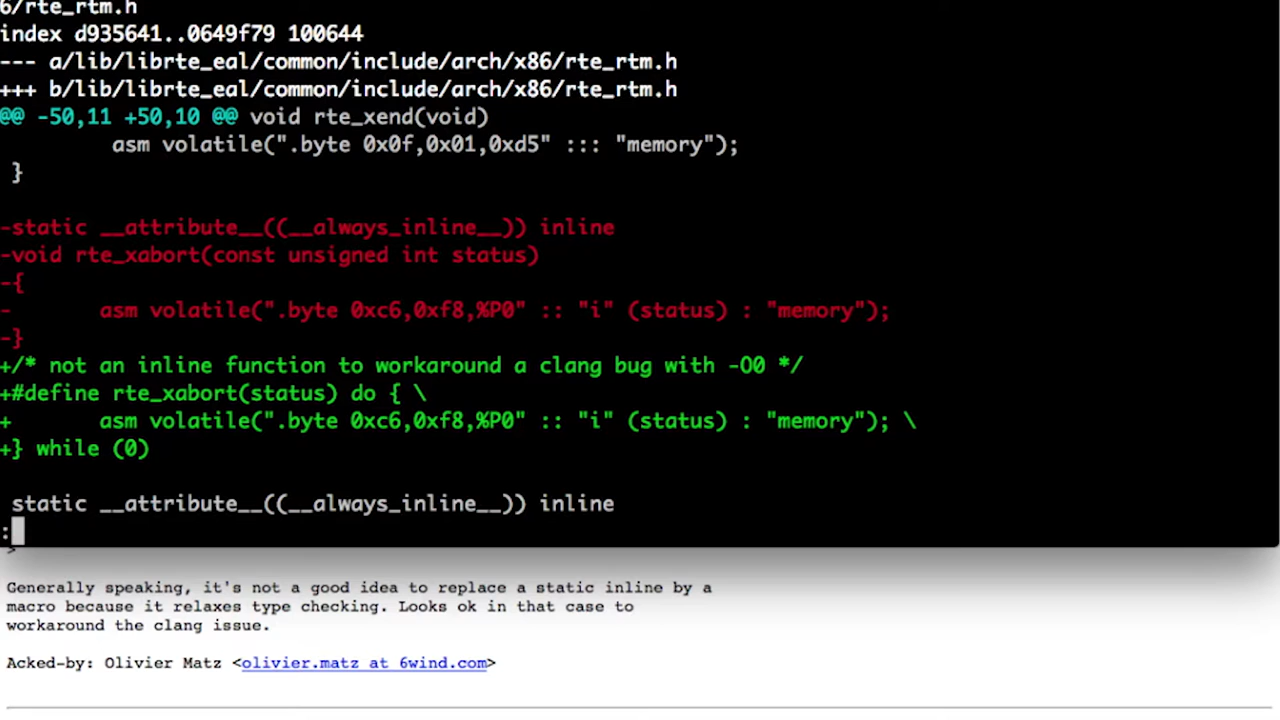 6/rte_rtm.h
index d935641..0649f79 100644
--- a/lib/librte_eal/common/include/arch/x86/rte_rtm.h
+++ b/lib/librte_eal/common/include/arch/x86/rte_rtm.h
@@ -50,11 +50,10 @@ void rte_xend(void)
        asm volatile(".byte 0x0f,0x01,0xd5" ::: "memory");
 }
-static __attribute__((__always_inline__)) inline
-void rte_xabort(const unsigned int status)
-{
-       asm volatile(".byte 0xc6,0xf8,%P0" :: "i" (status) : "memory");
-}
+/* not an inline function to workaround a clang bug with -O0 */
+#define rte_xabort(status) do { \
+       asm volatile(".byte 0xc6,0xf8,%P0" :: "i" (status) : "memory"); \
+} while (0)
 static __attribute__((__always_inline__)) inline
:
>
Generally speaking, it's not a good idea to replace a static inline by a
macro because it relaxes type checking. Looks ok in that case to
workaround the clang issue.
Acked-by: Olivier Matz <olivier.matz at 6wind.com>